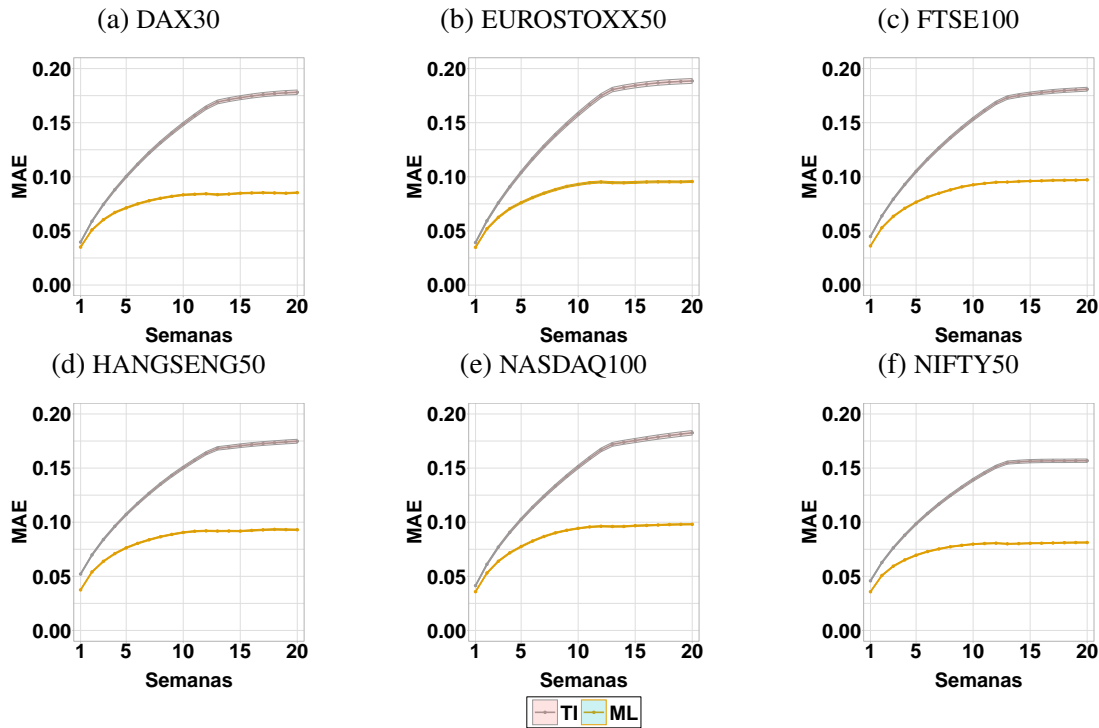 (a) DAX30
(b) EUROSTOXX50
(c) FTSE100
MAE
0.20
0.15
0.10
0.05
0.00
1 5 10 15 20
Semanas
MAE
0.20
0.15
0.10
0.05
0.00
1 5 10 15 20
Semanas
MAE
0.20
0.15
0.10
0.05
0.00
1 5 10 15 20
Semanas
(d) HANGSENG50
(e) NASDAQ100
(f) NIFTY50
MAE
0.20
0.15
0.10
0.05
0.00
1 5 10 15 20
Semanas
MAE
0.20
0.15
0.10
0.05
0.00
1 5 10 15 20
Semanas
MAE
0.20
0.15
0.10
0.05
0.00
1 5 10 15 20
Semanas
TI ML